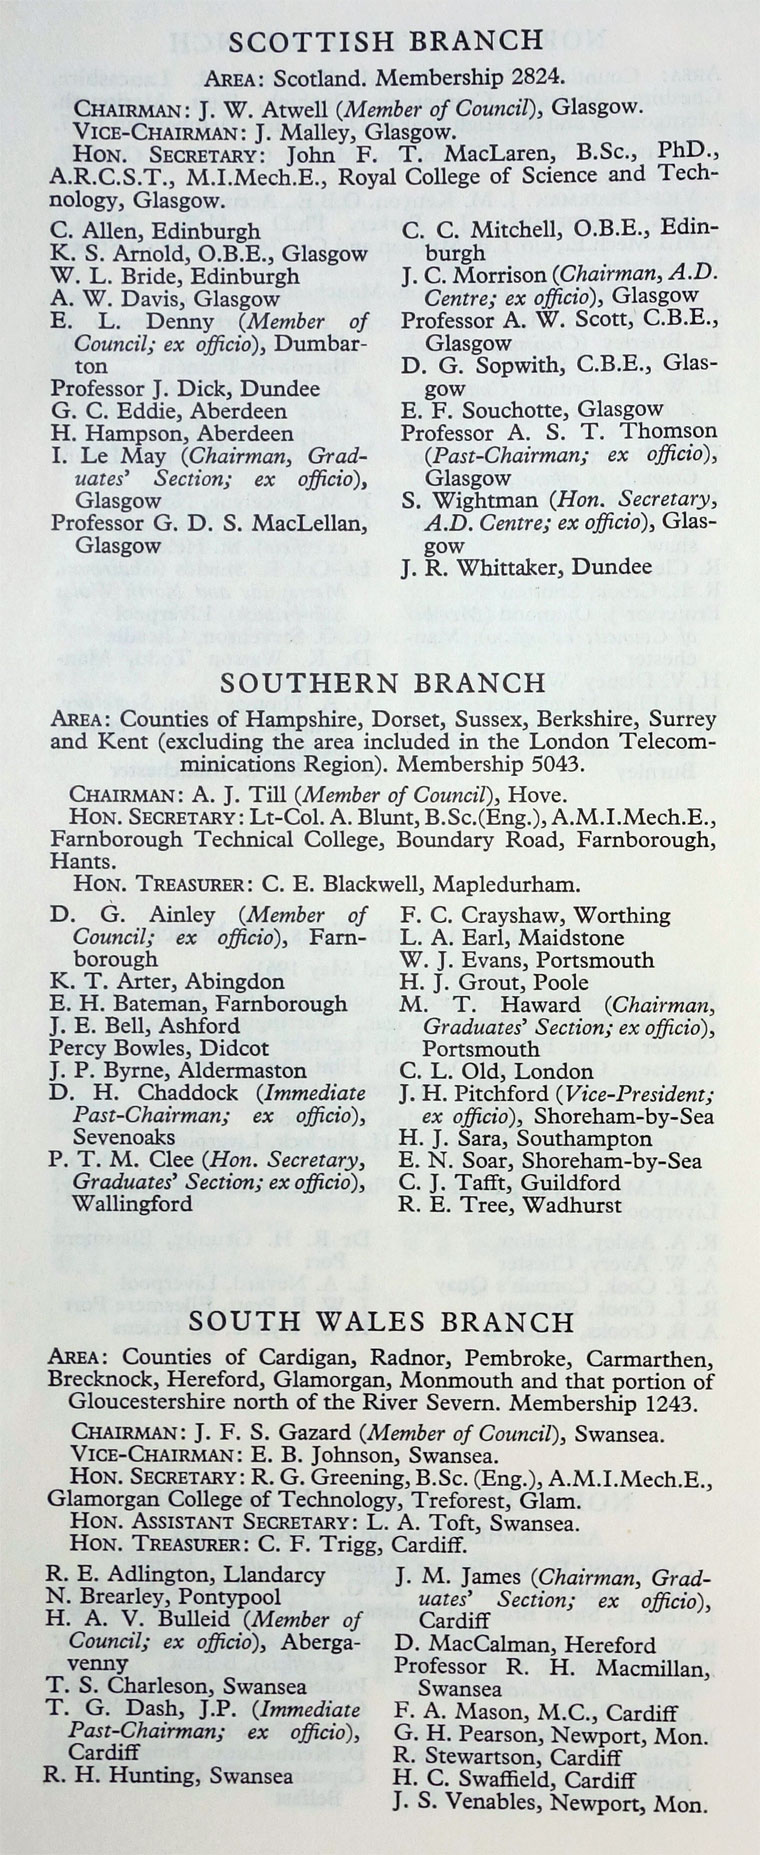 SCOTTISH BRANCH
AREA: Scotland. Membership 2824.
CHAIRMAN: J. W. Atwell (Member of Council), Glasgow.
VICE-CHAIRMAN: J. Malley, Glasgow.
HON. SECRETARY: John F. T. MacLaren, B.Sc., PhD.,
A.R.C.S.T., M.I.Mech.E., Royal College of Science and Tech-
nology, Glasgow.
C. Allen, Edinburgh
K. S. Arnold, O.B.E., Glasgow
W. L. Bride, Edinburgh
A. W. Davis, Glasgow
E. L. Denny (Member of
Council; ex officio), Dumbar-
ton
Professor J. Dick, Dundee
G. C. Eddie, Aberdeen
H. Hampson, Aberdeen
I. Le May (Chairman, Grad-
uates' Section; ex officio),
Glasgow
Professor G. D. S. MacLellan,
Glasgow
C. C. Mitchell, O.B.E., Edin-
burgh
J. C. Morrison (Chairman, A.D.
Centre; ex officio), Glasgow
Professor A. W. Scott, C.B.E.,
Glasgow
D. G. Sopwith, C.B.E., Glas-
gow
E. F. Souchotte, Glasgow
Professor A. S. T. Thomson
(Past-Chairman; ex officio),
Glasgow
S. Wightman (Hon. Secretary,
A.D. Centre; ex officio), Glas-
gow
J. R. Whittaker, Dundee
SOUTHERN BRANCH
AREA: Counties of Hampshire, Dorset, Sussex, Berkshire, Surrey
and Kent (excluding the area included in the London Telecom-
minications Region). Membership 5043.
CHAIRMAN: A. J. Till (Member of Council), Hove.
HON. SECRETARY: Lt-Col. A. Blunt, B.Sc.(Eng.), A.M.I.Mech.E.,
Farnborough Technical College, Boundary Road, Farnborough,
Hants.
HON. TREASURER: C. E. Blackwell, Mapledurham.
D. G. Ainley (Member of
Council; ex officio), Farn-
borough
K. T. Arter, Abingdon
E. H. Bateman, Farnborough
J. E. Bell, Ashford
Percy Bowles, Didcot
J. P. Byrne, Aldermaston
D. H. Chaddock (Immediate
Past-Chairman; ex officio),
Sevenoaks
P. T. M. Clee (Hon. Secretary,
Graduates' Section; ex officio),
Wallingford
F. C. Crayshaw, Worthing
L. A. Earl, Maidstone
W. J. Evans, Portsmouth
H. J. Grout, Poole
M. T. Haward (Chairman,
Graduates' Section; ex officio),
Portsmouth
C. L. Old, London
J. H. Pitchford (Vice-President;
ex officio), Shoreham-by-Sea
H. J. Sara, Southampton
E. N. Soar, Shoreham-by-Sea
C. J. Tafft, Guildford
R. E. Tree, Wadhurst
SOUTH WALES BRANCH
AREA: Counties of Cardigan, Radnor, Pembroke, Carmarthen,
Brecknock, Hereford, Glamorgan, Monmouth and that portion of
Gloucestershire north of the River Severn. Membership 1243.
CHAIRMAN: J. F. S. Gazard (Member of Council), Swansea.
VICE-CHAIRMAN: E. B. Johnson, Swansea.
HON. SECRETARY: R. G. Greening, B.Sc. (Eng.), A.M.I.Mech.E.,
Glamorgan College of Technology, Treforest, Glam.
HON. ASSISTANT SECRETARY: L. A. Toft, Swansea.
HON. TREASURER: C. F. Trigg, Cardiff.
R. E. Adlington, Llandarcy
N. Brearley, Pontypool
H. A. V. Bulleid (Member of
Council; ex officio), Aberga-
venny
T. S. Charleson, Swansea
T. G. Dash, J.P. (Immediate
Past-Chairman; ex officio),
Cardiff
R. H. Hunting, Swansea
J. M. James (Chairman, Grad-
uates' Section; ex officio),
Cardiff
D. MacCalman, Hereford
Professor R. H. Macmillan,
Swansea
F. A. Mason, M.C., Cardiff
G. H. Pearson, Newport, Mon.
R. Stewartson, Cardiff
H. C. Swaffield, Cardiff
J. S. Venables, Newport, Mon.